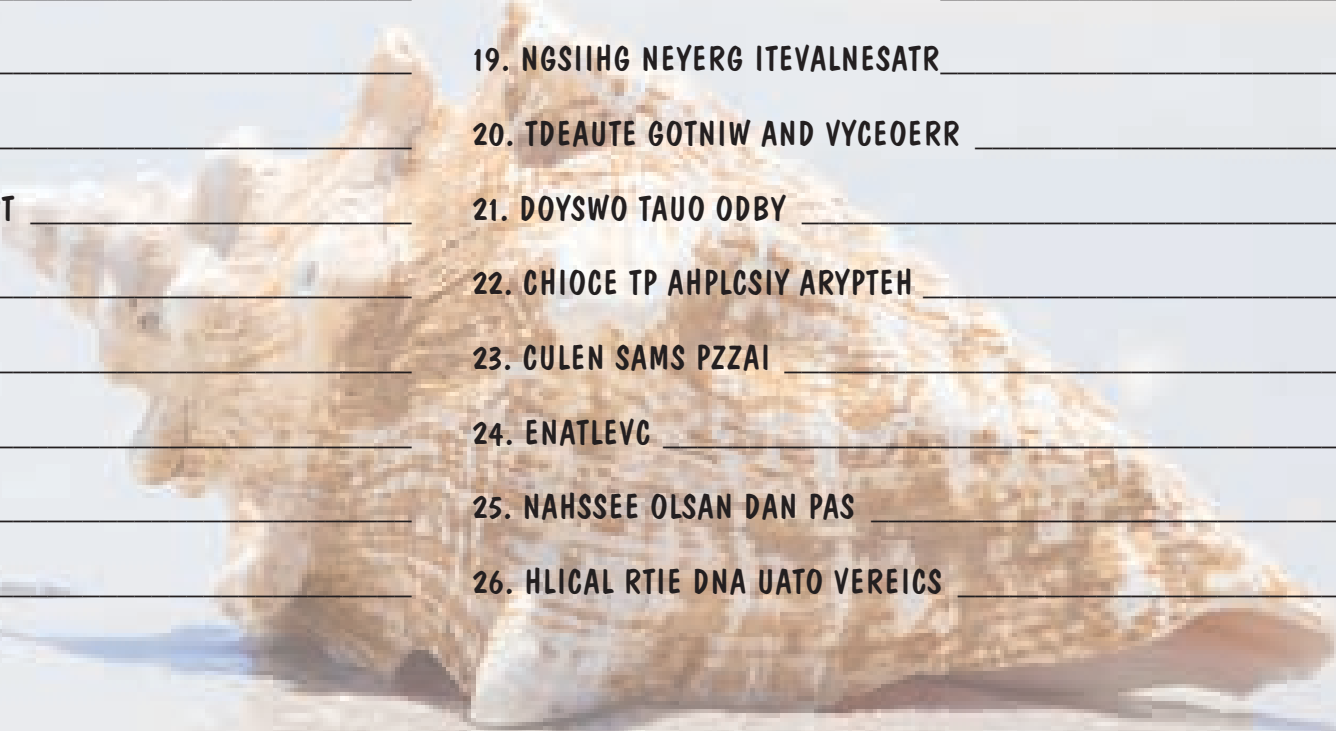 19. NGSIIHG NEYERG ITEVALNESATR
20. TDEAUTE GOTNIW AND VYCEOERR
T
21. DOYSWO TAUO ODBY
22. CHIOCE TP AHPLCSIY ARYPTEH
23. CULEN SAMS PZZAI
24. ENATLEVC
25. NAHSSEE OLSAN DAN PAS
26. HLICAL RTIE DNA UATO VEREICS